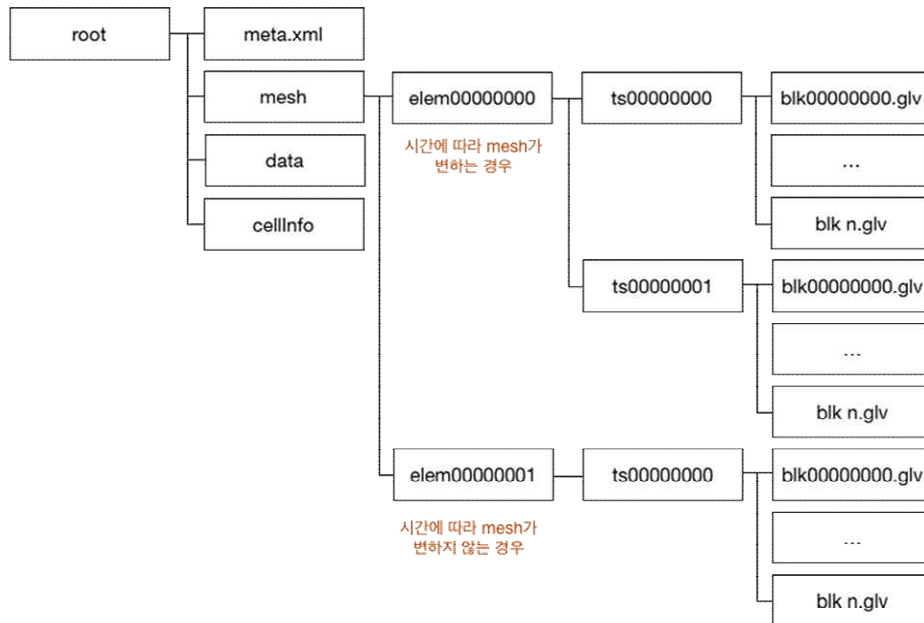 root
meta.xml
mesh
data
cellInfo
elem00000000
시간에 따라 mesh가
변하는 경우
ts00000000
blk00000000.glv
...
blk n.glv
ts00000001
blk00000000.glv
...
blk n.glv
elem00000001
시간에 따라 mesh가
변하지 않는 경우
ts00000000
blk00000000.glv
...
blk n.glv